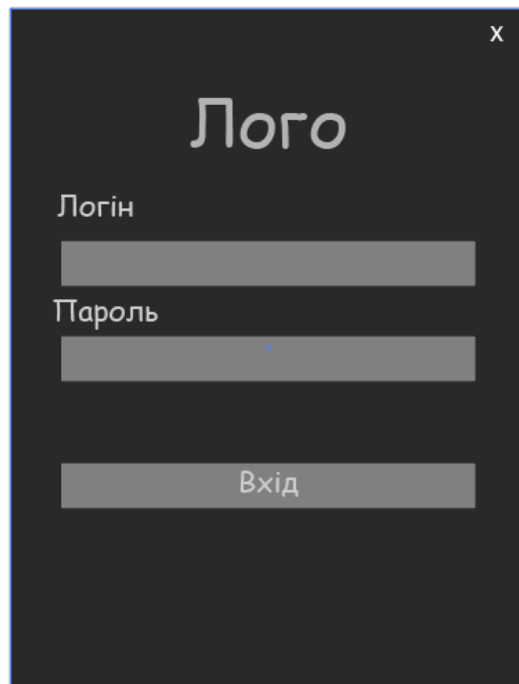 x
Лого
Логін
Пароль
Вхід